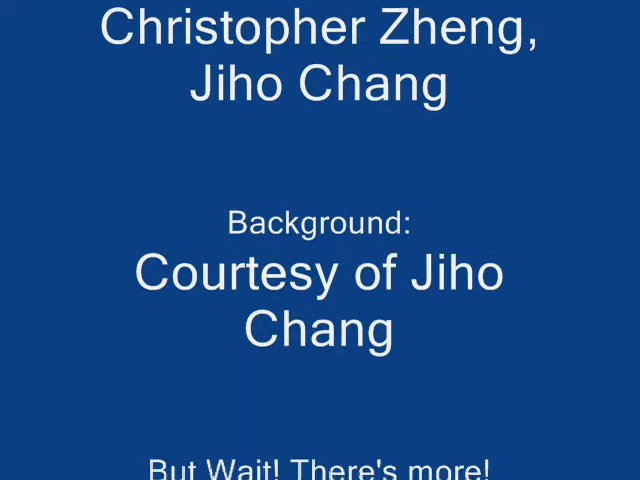 Christopher Zheng,
Jiho Chang
Background:
Courtesy of Jiho
Chang
But Wait! There's more!